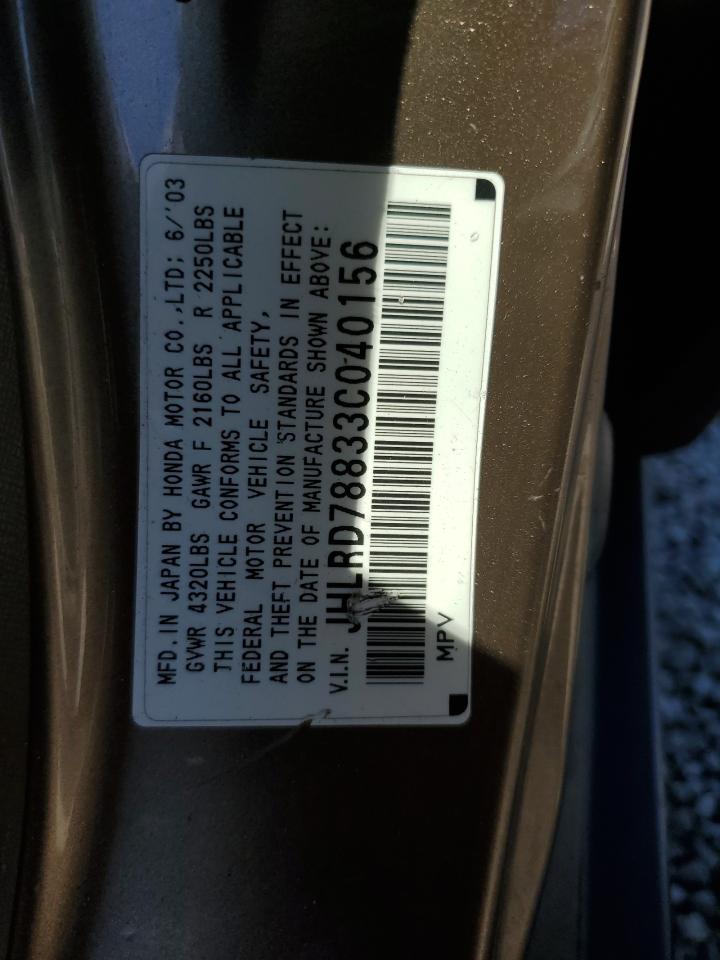 MFD. IN JAPAN BY HONDA MOTOR CO.,LTD; 6/'03
GVWR 4320LBS GAWR F 2160LBS R 2250LBS
THIS VEHICLE CONFORMS TO ALL APPLICABLE
FEDERAL MOTOR VEHICLE SAFETY,
AND THEFT PREVENTION STANDARDS IN EFFECT
ON THE DATE OF MANUFACTURE SHOWN ABOVE:
V.I.N. JHLRD78833C040156
MPV